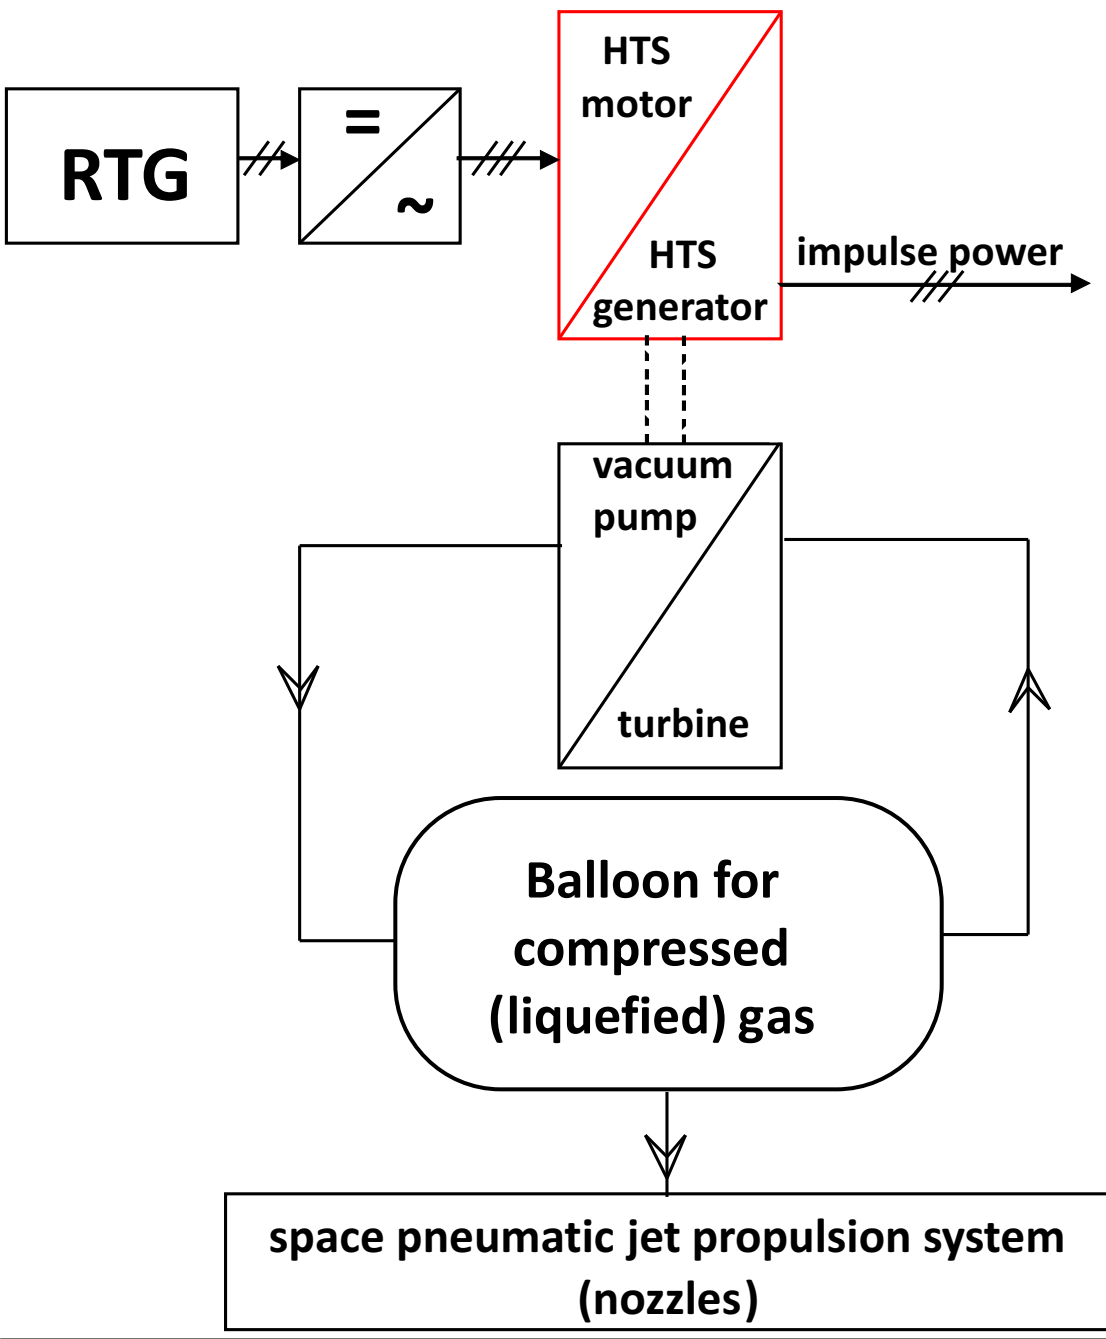 HTS
motor
=
RTG
~
HTS
generator
impulse power
vacuum
pump
turbine
Balloon for
compressed
(liquefied) gas
space pneumatic jet propulsion system
(nozzles)